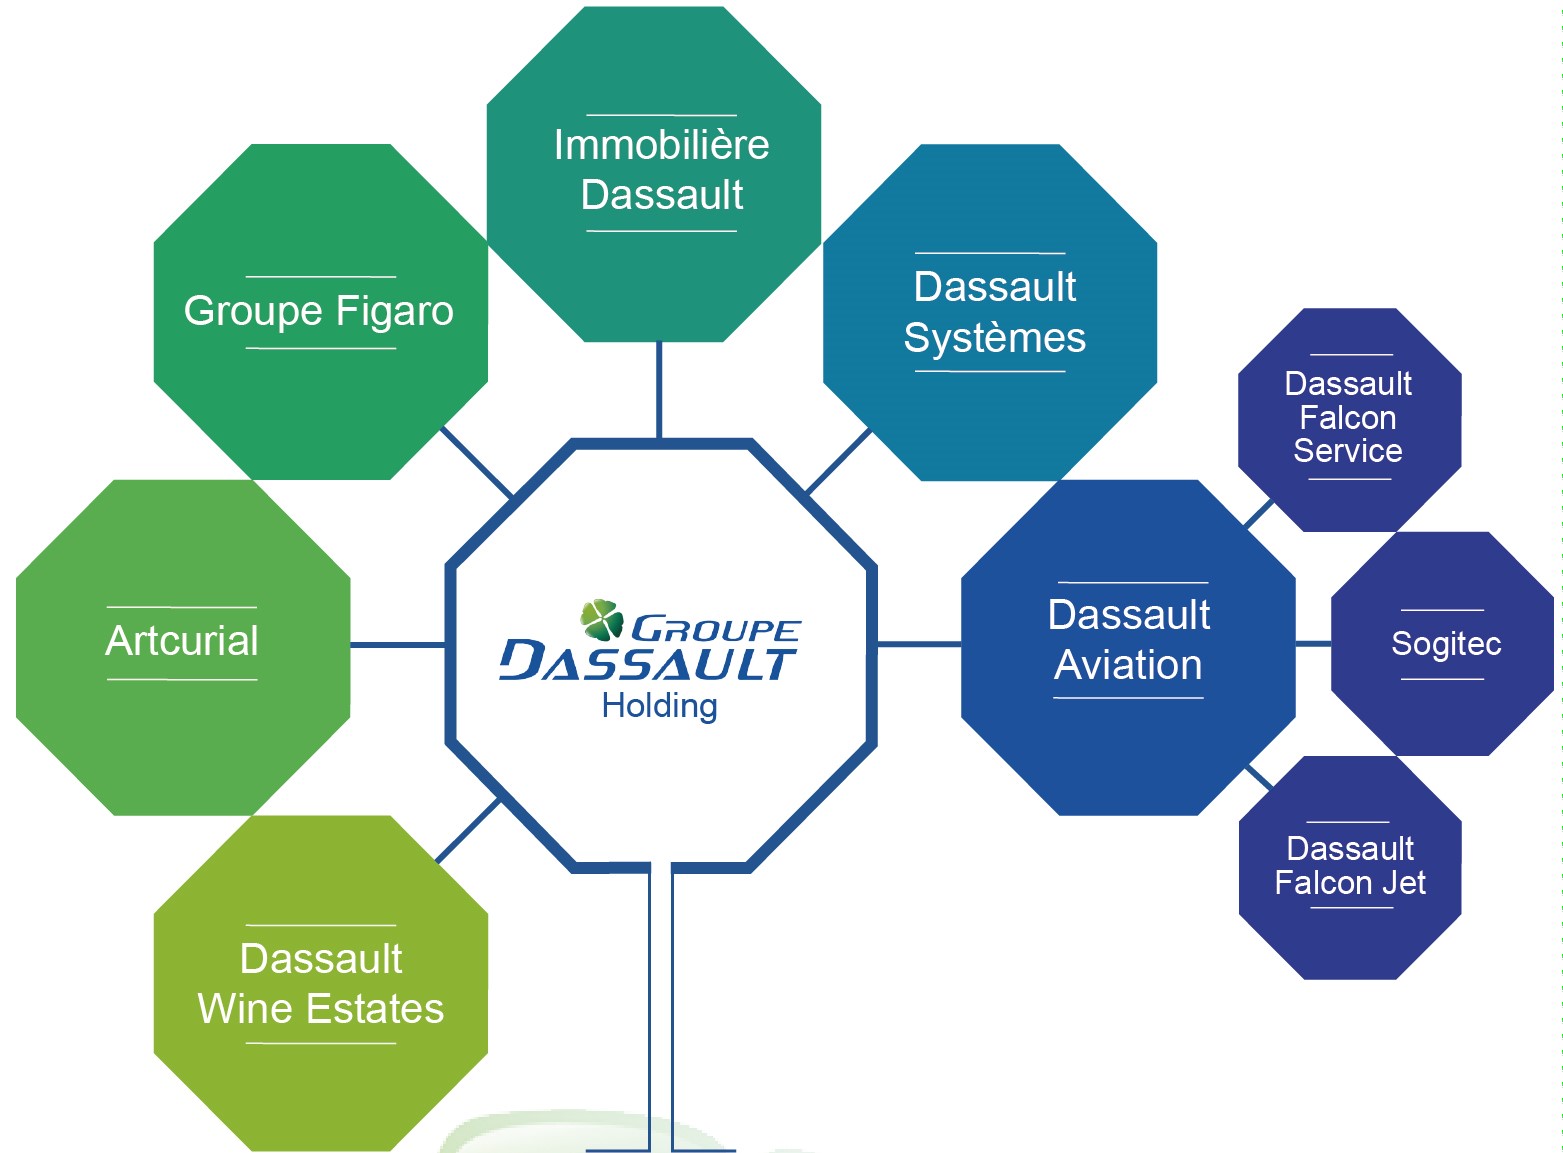 Immobilière
Dassault
Groupe Figaro
Dassault
Systèmes
Dassault
Falcon
Service
Artcurial
GROUPE
DASSAULT
Holding
Dassault
Aviation
Sogitec
Dassault
Falcon Jet
Dassault
Wine Estates